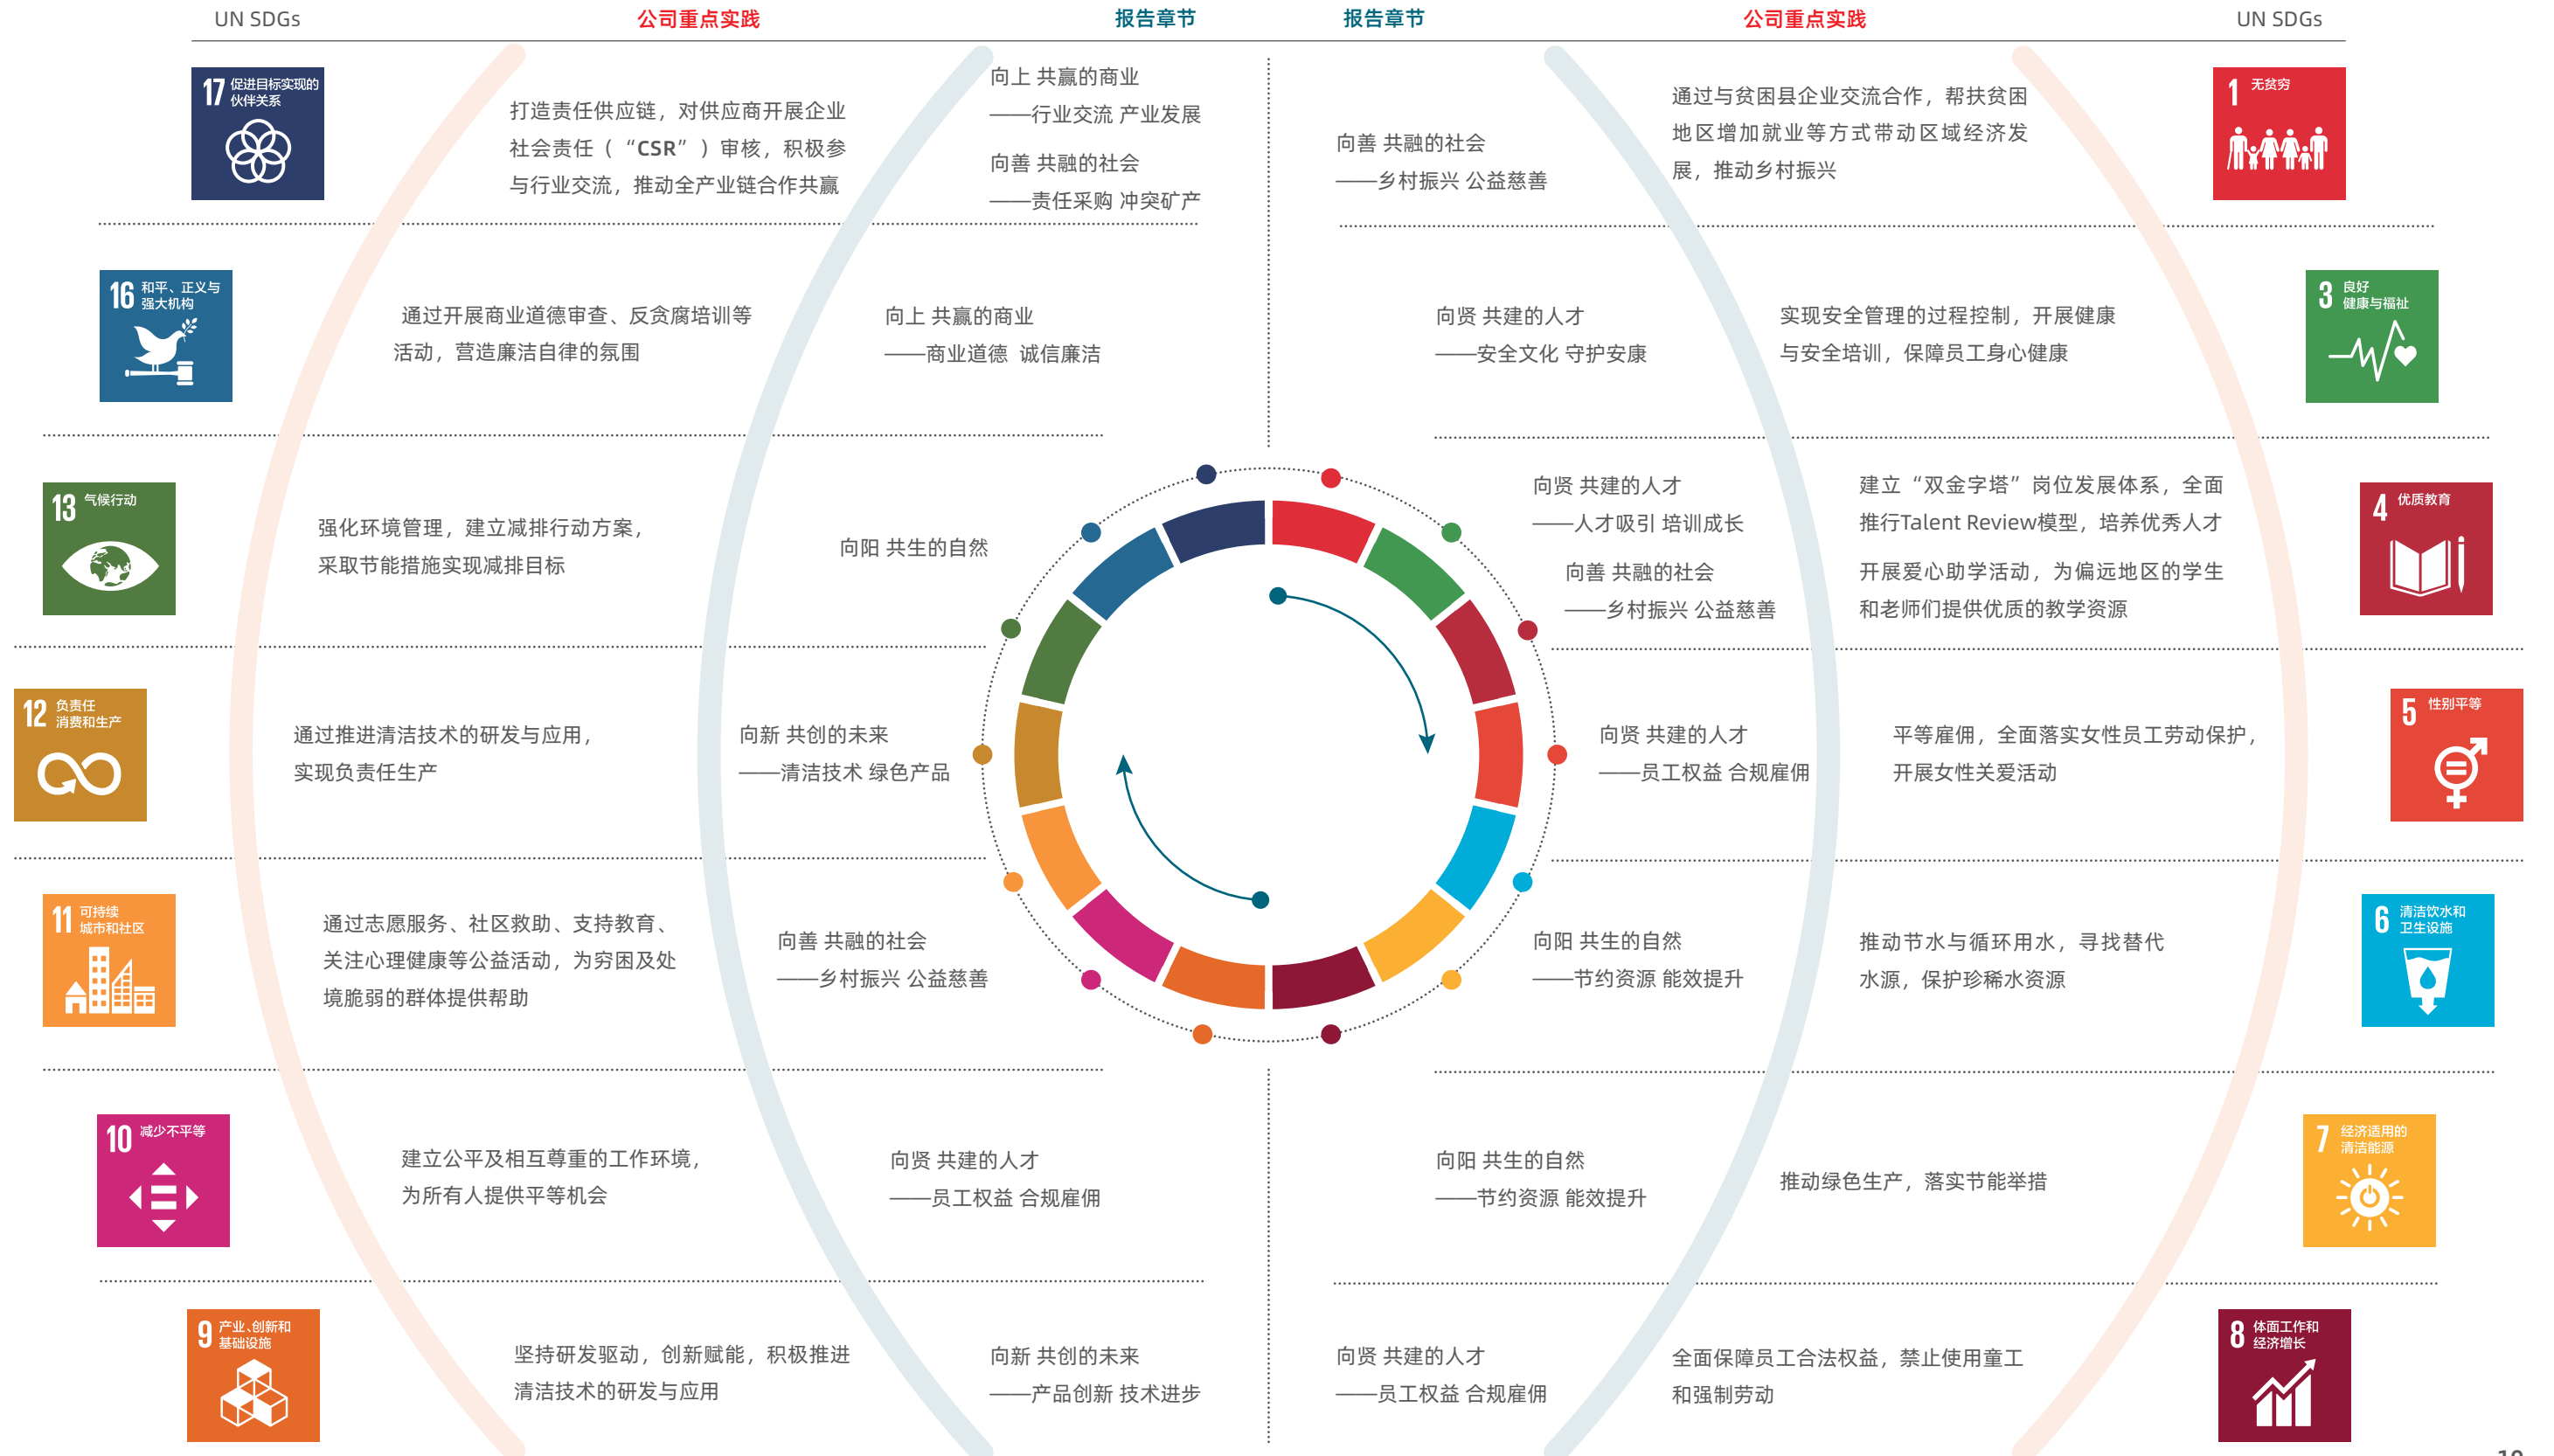 UN SDGs 公司重点实践 报告章节 报告章节 公司重点实践 UN SDGs
17 促进目标实现的
伙伴关系
打造责任供应链，对供应商开展企业
社会责任（“CSR”）审核，积极参
与行业交流，推动全产业链合作共赢
向上 共赢的商业
——行业交流 产业发展
向善 共融的社会
——责任采购 冲突矿产
向善 共融的社会
——乡村振兴 公益慈善
通过与贫困县企业交流合作，帮扶贫困
地区增加就业等方式带动区域经济发
展，推动乡村振兴
1 无贫穷
16 和平、正义与
强大机构
通过开展商业道德审查、反贪腐培训等
活动，营造廉洁自律的氛围
向上 共赢的商业
——商业道德 诚信廉洁
向贤 共建的人才
——安全文化 守护安康
实现安全管理的过程控制，开展健康
与安全培训，保障员工身心健康
3 良好
健康与福祉
13 气候行动
强化环境管理，建立减排行动方案，
采取节能措施实现减排目标
向阳 共生的自然
向贤 共建的人才
——人才吸引 培训成长
向善 共融的社会
——乡村振兴 公益慈善
建立“双金字塔”岗位发展体系，全面
推行Talent Review模型，培养优秀人才
开展爱心助学活动，为偏远地区的学生
和老师们提供优质的教学资源
4 优质教育
12 负责任
消费和生产
通过推进清洁技术的研发与应用，
实现负责任生产
向新 共创的未来
——清洁技术 绿色产品
向贤 共建的人才
——员工权益 合规雇佣
平等雇佣，全面落实女性员工劳动保护，
开展女性关爱活动
5 性别平等
11 可持续
城市和社区
通过志愿服务、社区救助、支持教育、
关注心理健康等公益活动，为穷困及处
境脆弱的群体提供帮助
向善 共融的社会
——乡村振兴 公益慈善
向阳 共生的自然
——节约资源 能效提升
推动节水与循环用水，寻找替代
水源，保护珍稀水资源
6 清洁饮水和
卫生设施
10 减少不平等
建立公平及相互尊重的工作环境，
为所有人提供平等机会
向贤 共建的人才
——员工权益 合规雇佣
向阳 共生的自然
——节约资源 能效提升
推动绿色生产，落实节能举措
7 经济适用的
清洁能源
9 产业、创新和
基础设施
坚持研发驱动，创新赋能，积极推进
清洁技术的研发与应用
向新 共创的未来
——产品创新 技术进步
向贤 共建的人才
——员工权益 合规雇佣
全面保障员工合法权益，禁止使用童工
和强制劳动
8 体面工作和
经济增长